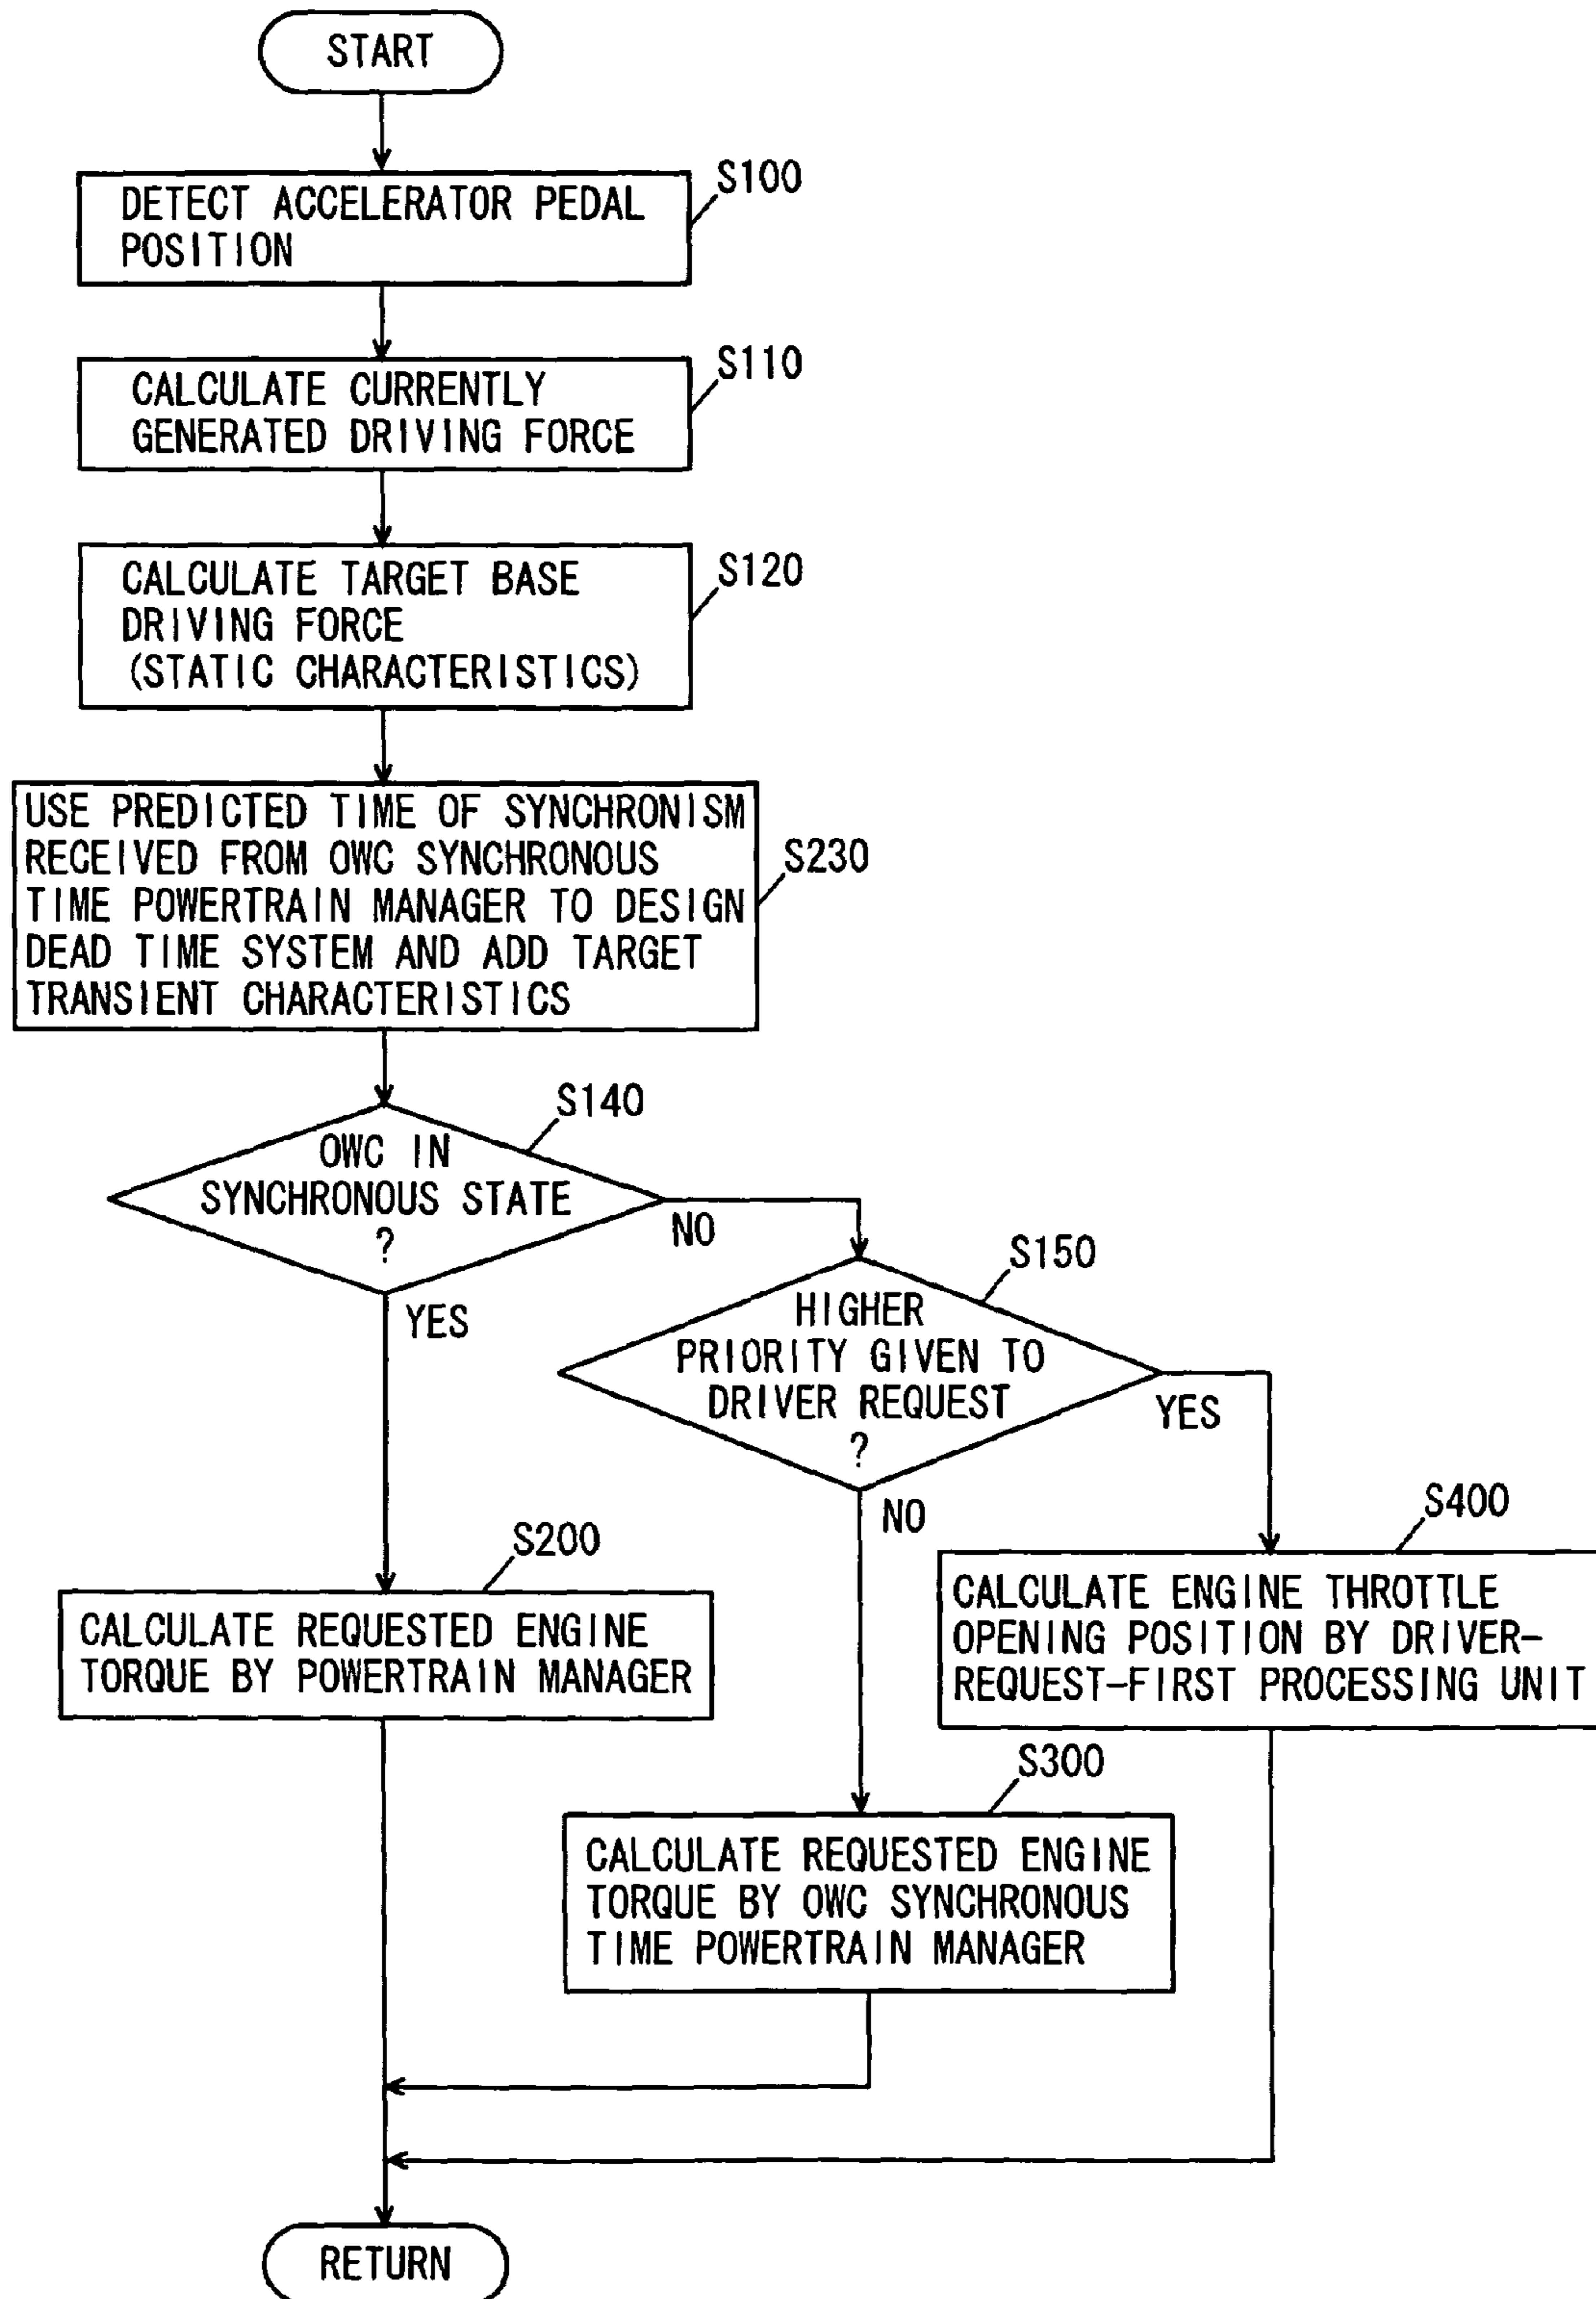 START
S100
DETECT ACCELERATOR PEDAL
POSITION
S110
CALCULATE CURRENTLY
GENERATED DRIVING FORCE
S120
CALCULATE TARGET BASE
DRIVING FORCE
(STATIC CHARACTERISTICS)
S230
USE PREDICTED TIME OF SYNCHRONISM
RECEIVED FROM OWC SYNCHRONOUS
TIME POWERTRAIN MANAGER TO DESIGN
DEAD TIME SYSTEM AND ADD TARGET
TRANSIENT CHARACTERISTICS
S140
OWC IN
SYNCHRONOUS STATE
?
NO
YES
S150
HIGHER
PRIORITY GIVEN TO
DRIVER REQUEST
?
YES
NO
S200
CALCULATE REQUESTED ENGINE
TORQUE BY POWERTRAIN MANAGER
S400
CALCULATE ENGINE THROTTLE
OPENING POSITION BY DRIVER-
REQUEST-FIRST PROCESSING UNIT
S300
CALCULATE REQUESTED ENGINE
TORQUE BY OWC SYNCHRONOUS
TIME POWERTRAIN MANAGER
RETURN